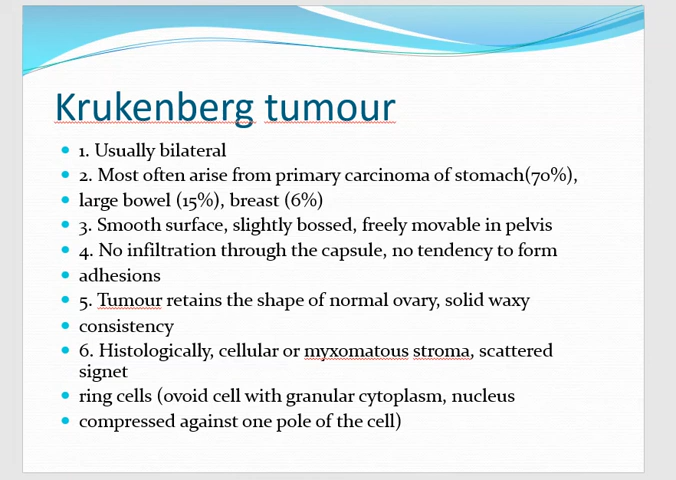 Krukenberg tumour
1. Usually bilateral
2. Most often arise from primary carcinoma of stomach(70%),
large bowel (15%), breast (6%)
3. Smooth surface, slightly bossed, freely movable in pelvis
4. No infiltration through the capsule, no tendency to form
adhesions
5. Tumour retains the shape of normal ovary, solid waxy
consistency
6. Histologically, cellular or myxomatous stroma, scattered
signet
ring cells (ovoid cell with granular cytoplasm, nucleus
compressed against one pole of the cell)